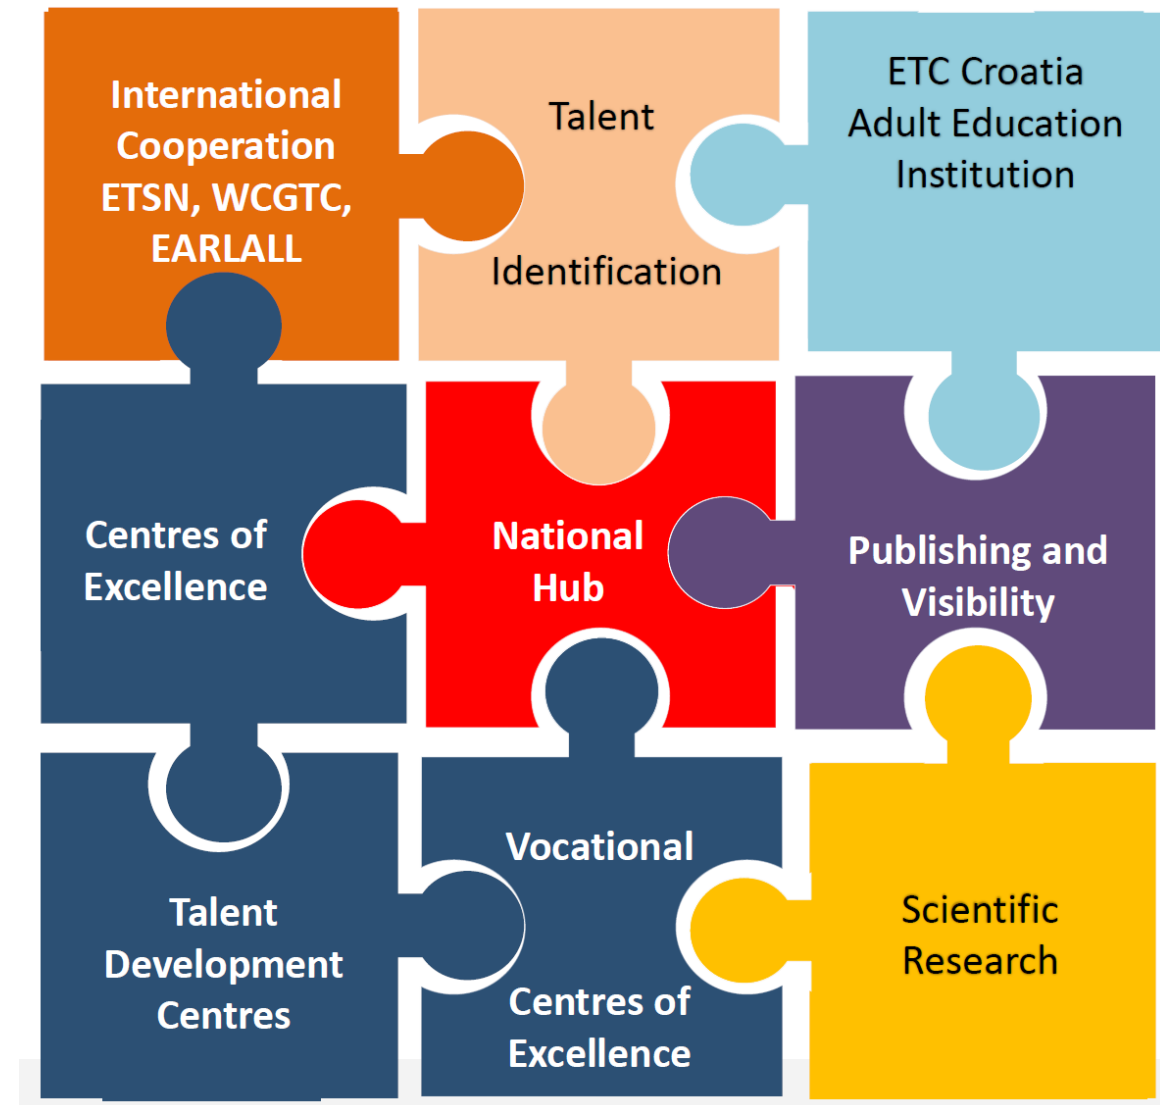 International
Cooperation
ETSN, WCGTC,
EARLALL
Talent
Identification
ETC Croatia
Adult Education
Institution
Centres of
Excellence
National
Hub
Publishing and
Visibility
Talent
Development
Centres
Vocational
Centres of
Excellence
Scientific
Research